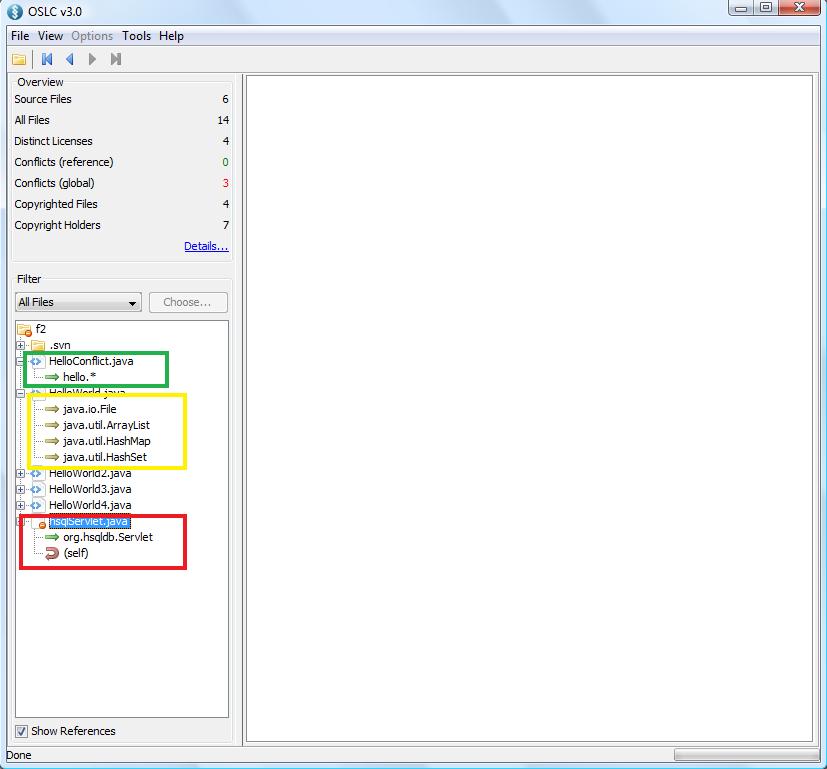 OSLC v3.0
File View Options Tools Help
Overview
Source Files 6
All Files 14
Distinct Licenses 4
Conflicts (reference) 0
Conflicts (global) 3
Copyrighted Files 4
Copyright Holders 7
Details...
Filter
All Files Choose...
f2
.svn
HelloConflict.java
hello.*
HelloWorld.java
java.io.File
java.util.ArrayList
java.util.HashMap
java.util.HashSet
HelloWorld2.java
HelloWorld3.java
HelloWorld4.java
hsqlServlet.java
org.hsqldb.Servlet
(self)
Show References
Done